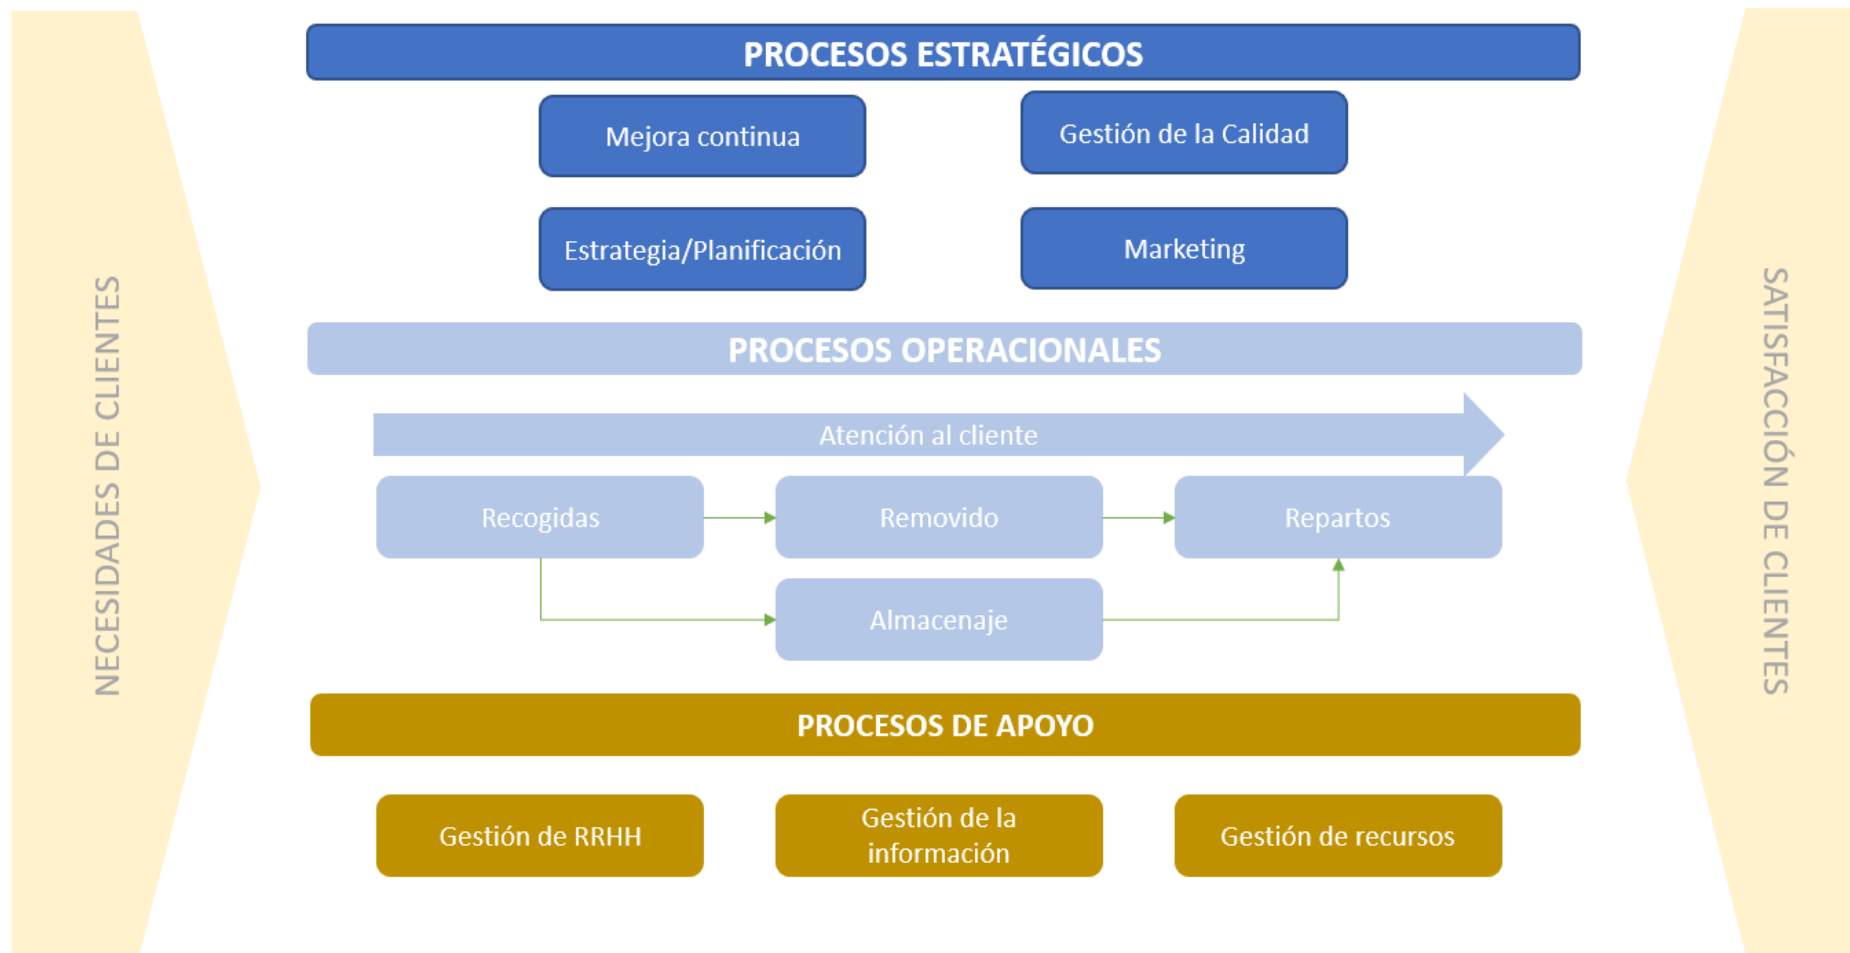 NECESIDADES DE CLIENTES
PROCESOS ESTRATÉGICOS
Mejora continua
Gestión de la Calidad
Estrategia/Planificación
Marketing
PROCESOS OPERACIONALES
Atención al cliente
Recogidas
Removido
Repartos
Almacenaje
PROCESOS DE APOYO
Gestión de RRHH
Gestión de la
información
Gestión de recursos
SATISFACCIÓN DE CLIENTES